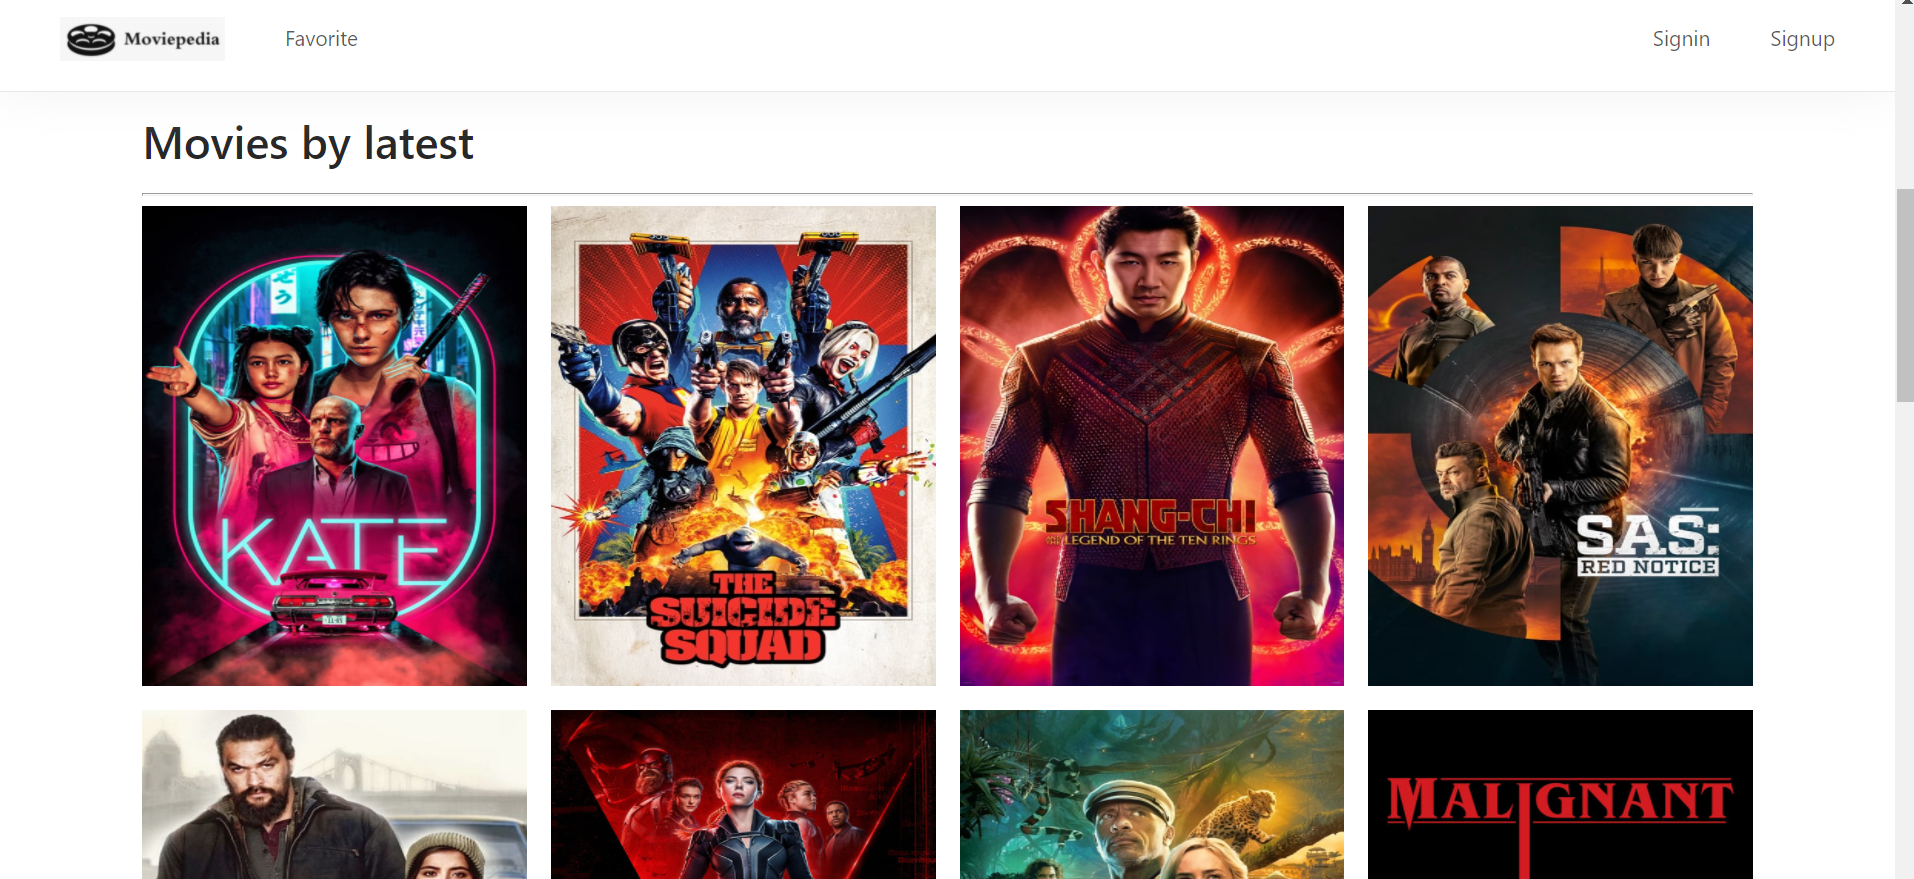 Moviepedia
Favorite
Signin
Signup
Movies by latest
KATE
THE
SUICIDE
SQUAD
SHANG-CHI
LEGEND OF THE TEN RINGS
SAS:
RED NOTICE
MALIGNANT